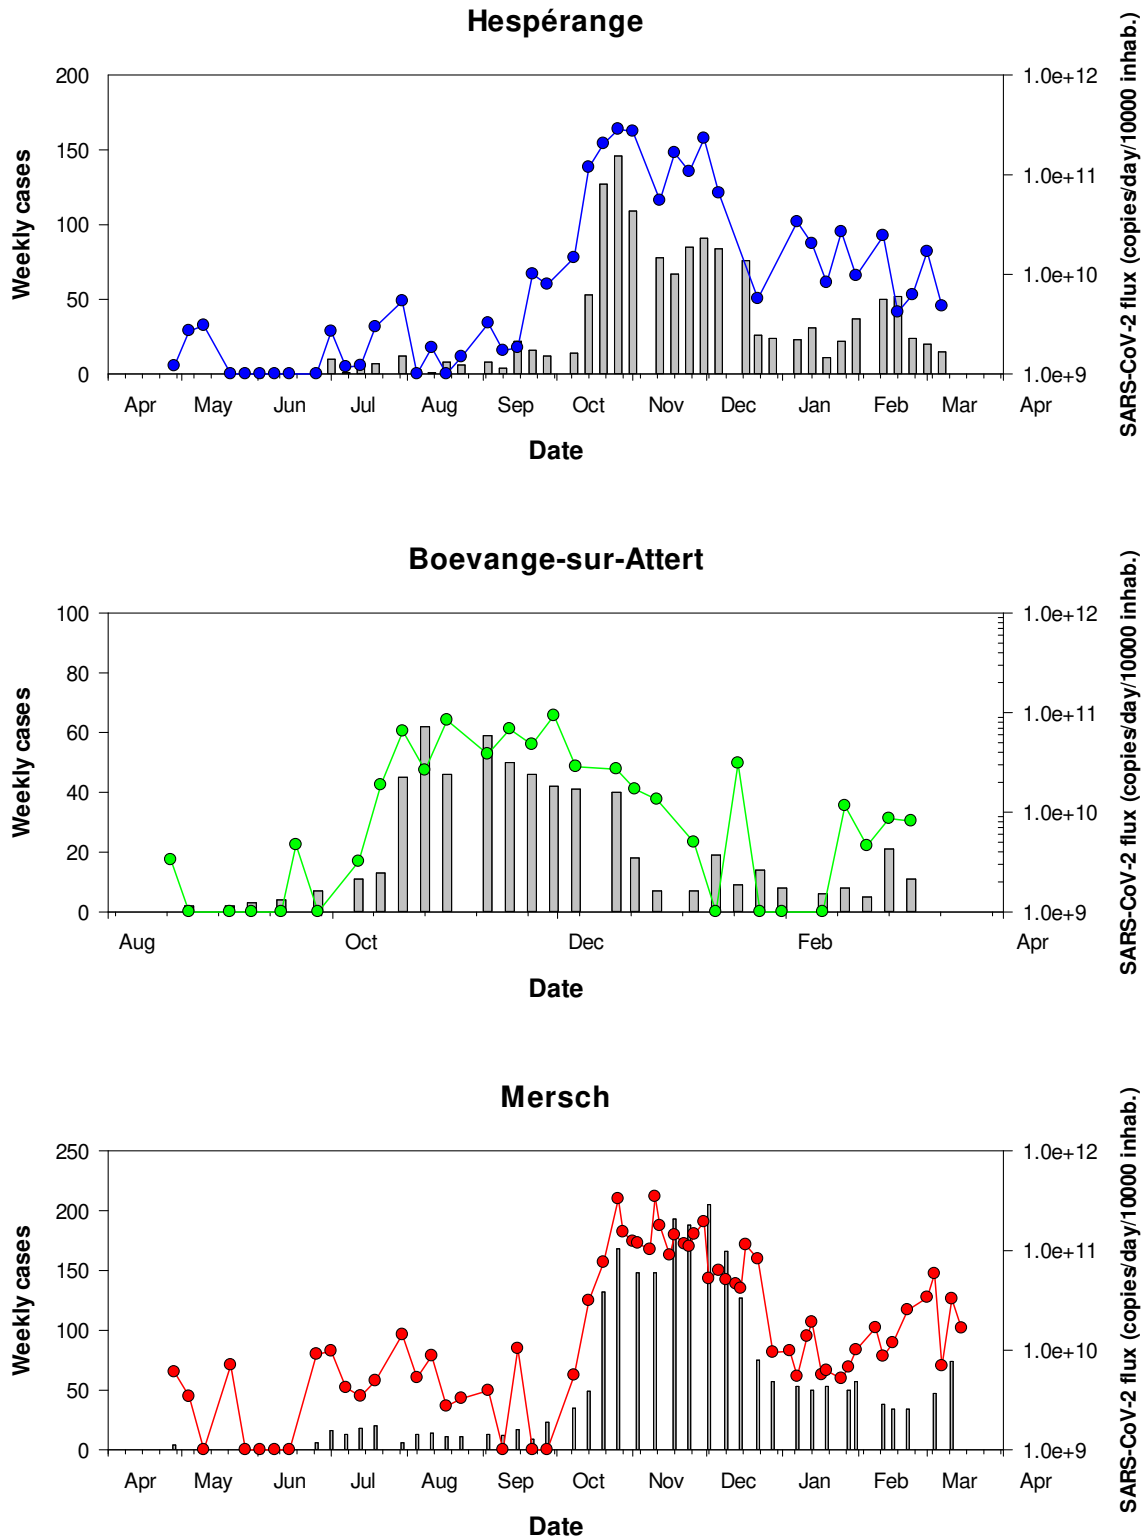 Hespérange
200
150
100
50
0
Weekly cases
1.0e+12
1.0e+11
1.0e+10
1.0e+9
SARS-CoV-2 flux (copies/day/10000 inhab.)
Apr May Jun Jul Aug Sep Oct Nov Dec Jan Feb Mar Apr
Date
Boevange-sur-Attert
100
80
60
40
20
0
Weekly cases
1.0e+12
1.0e+11
1.0e+10
1.0e+9
SARS-CoV-2 flux (copies/day/10000 inhab.)
Aug Oct Dec Feb Apr
Date
Mersch
250
200
150
100
50
0
Weekly cases
1.0e+12
1.0e+11
1.0e+10
1.0e+9
SARS-CoV-2 flux (copies/day/10000 inhab.)
Apr May Jun Jul Aug Sep Oct Nov Dec Jan Feb Mar Apr
Date